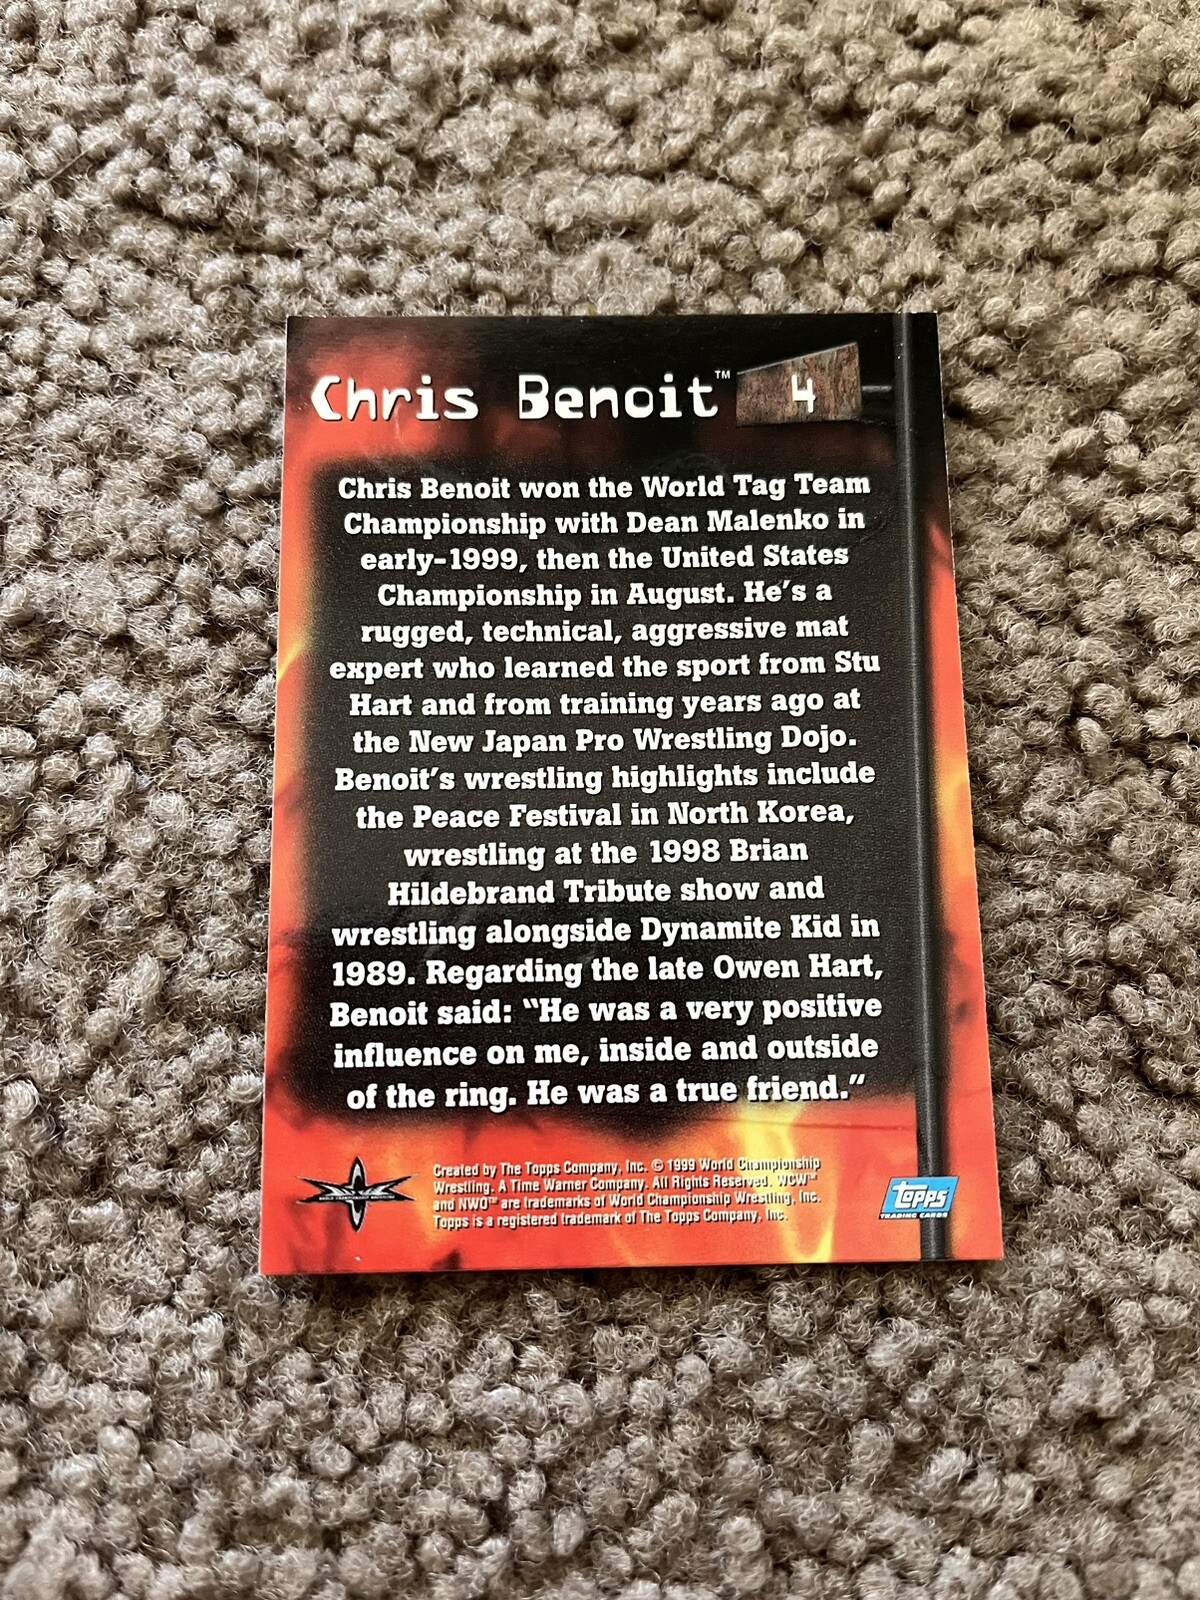 Chris Benoit™ 4
Chris Benoit won the World Tag Team
Championship with Dean Malenko in
early-1999, then the United States
Championship in August. He's a
rugged, technical, aggressive mat
expert who learned the sport from Stu
Hart and from training years ago at
the New Japan Pro Wrestling Dojo.
Benoit's wrestling highlights include
the Peace Festival in North Korea,
wrestling at the 1998 Brian
Hildebrand Tribute show and
wrestling alongside Dynamite Kid in
1989. Regarding the late Owen Hart,
Benoit said: "He was a very positive
influence on me, inside and outside
of the ring. He was a true friend."
WORLD CHAMPIONSHIP WRESTLING
Created by The Topps Company, Inc. © 1999 World Championship
Wrestling. A Time Warner Company. All Rights Reserved. WCW™
and NWO™ are trademarks of World Championship Wrestling, Inc.
Topps is a registered trademark of The Topps Company, Inc.
topps
TRADING CARDS